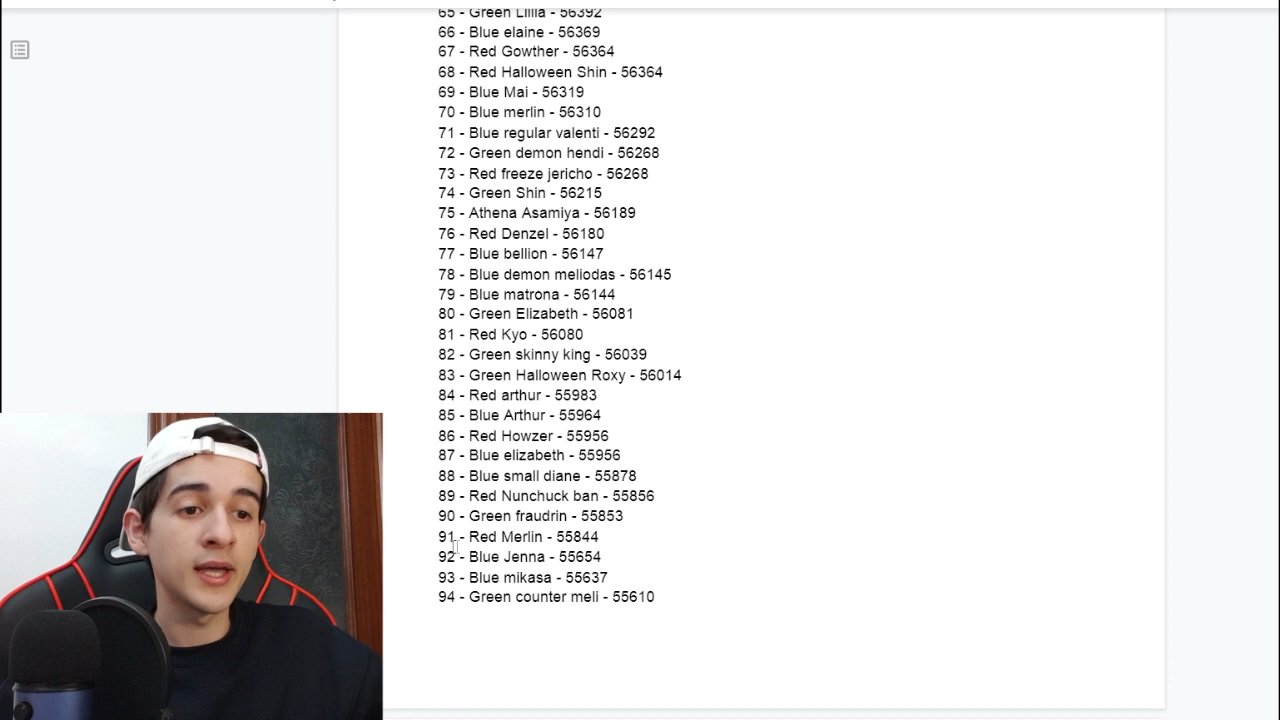 65 - Green Lillia - 56392
66 - Blue elaine - 56369
67 - Red Gowther - 56364
68 - Red Halloween Shin - 56364
69 - Blue Mai - 56319
70 - Blue merlin - 56310
71 - Blue regular valenti - 56292
72 - Green demon hendi - 56268
73 - Red freeze jericho - 56268
74 - Green Shin - 56215
75 - Athena Asamiya - 56189
76 - Red Denzel - 56180
77 - Blue bellion - 56147
78 - Blue demon meliodas - 56145
79 - Blue matrona - 56144
80 - Green Elizabeth - 56081
81 - Red Kyo - 56080
82 - Green skinny king - 56039
83 - Green Halloween Roxy - 56014
84 - Red arthur - 55983
85 - Blue Arthur - 55964
86 - Red Howzer - 55956
87 - Blue elizabeth - 55956
88 - Blue small diane - 55878
89 - Red Nunchuck ban - 55856
90 - Green fraudrin - 55853
91 - Red Merlin - 55844
92 - Blue Jenna - 55654
93 - Blue mikasa - 55637
94 - Green counter meli - 55610